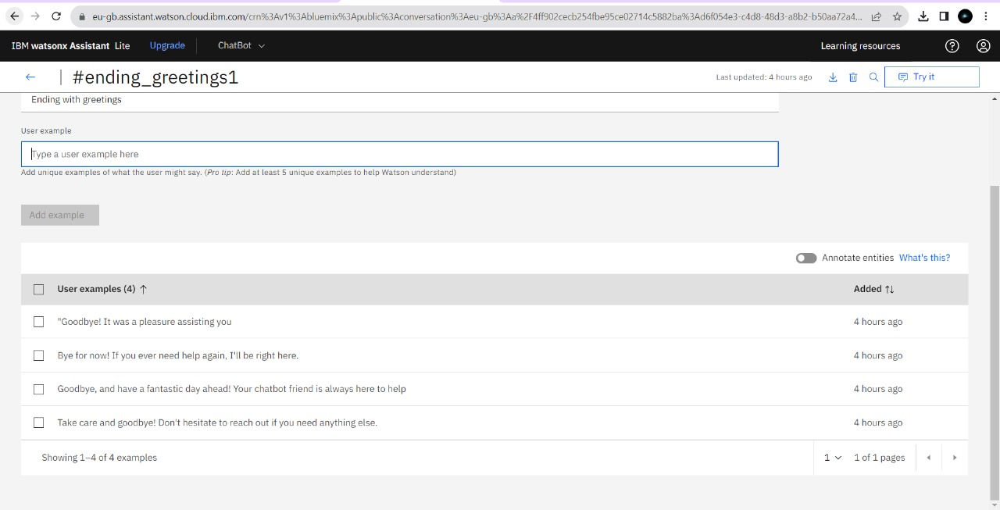 eu-gb.assistant.watson.cloud.ibm.com/crn%3Av1%3Abluemix%3Apublic%3Aconversation%3Aeu-gb%3Aa%2F4ff902cecb254fbe95ce02714c5882ba%3Ad6f054e3-c4d8-48d3-a8b2-b50aa72a4...
IBM watsonx Assistant Lite Upgrade ChatBot Learning resources
#ending_greetings1 Last updated: 4 hours ago Try it
Ending with greetings
User example
Type a user example here
Add unique examples of what the user might say. (Pro tip: Add at least 5 unique examples to help Watson understand)
Add example
Annotate entities What's this?
User examples (4) Added
"Goodbye! It was a pleasure assisting you 4 hours ago
Bye for now! If you ever need help again, I'll be right here. 4 hours ago
Goodbye, and have a fantastic day ahead! Your chatbot friend is always here to help 4 hours ago
Take care and goodbye! Don't hesitate to reach out if you need anything else. 4 hours ago
Showing 1–4 of 4 examples 1 1 of 1 pages